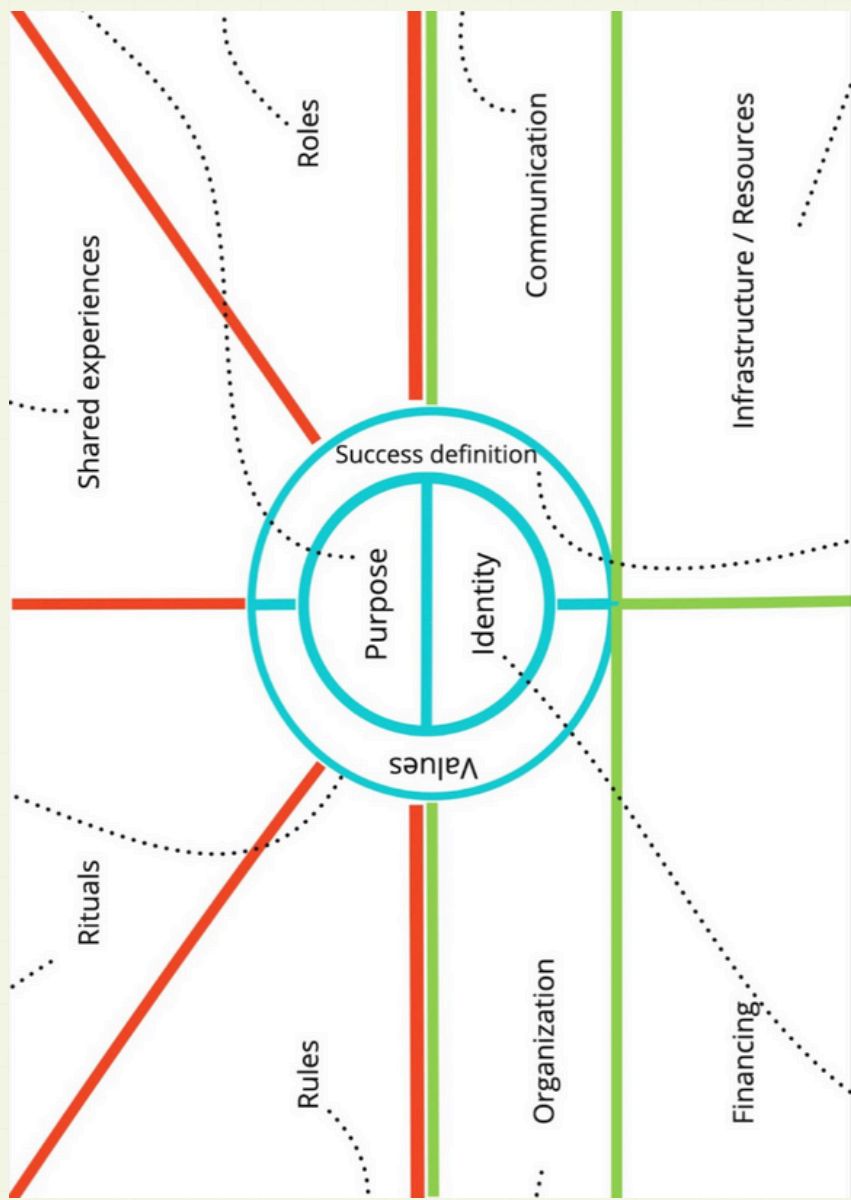 Rituals
Shared experiences
Rules
Roles
Purpose
Identity
Values
Success definition
Organization
Communication
Financing
Infrastructure / Resources